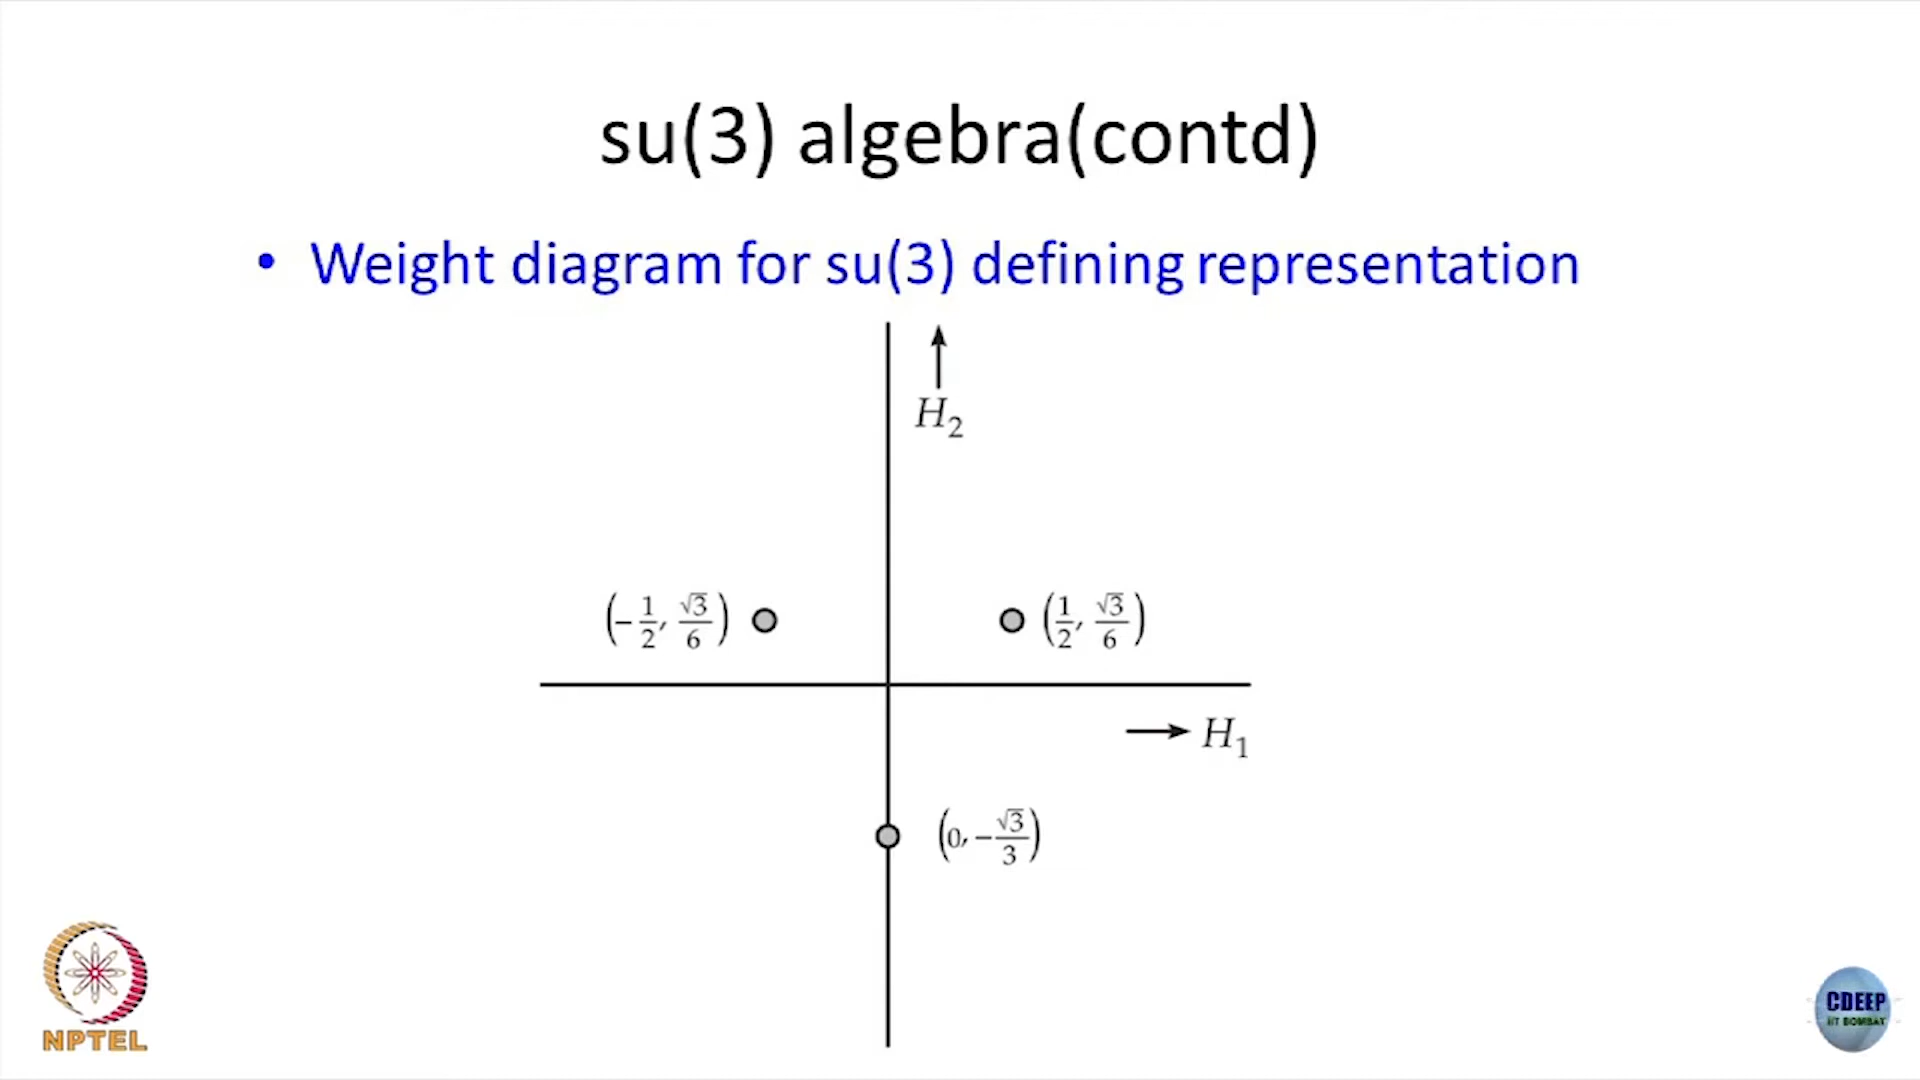 su(3) algebra(contd)
• Weight diagram for su(3) defining representation
H₂
(-1/2, √3/6)
(1/2, √3/6)
H₁
(0, -√3/3)
NPTEL
CDEEP
IIT BOMBAY